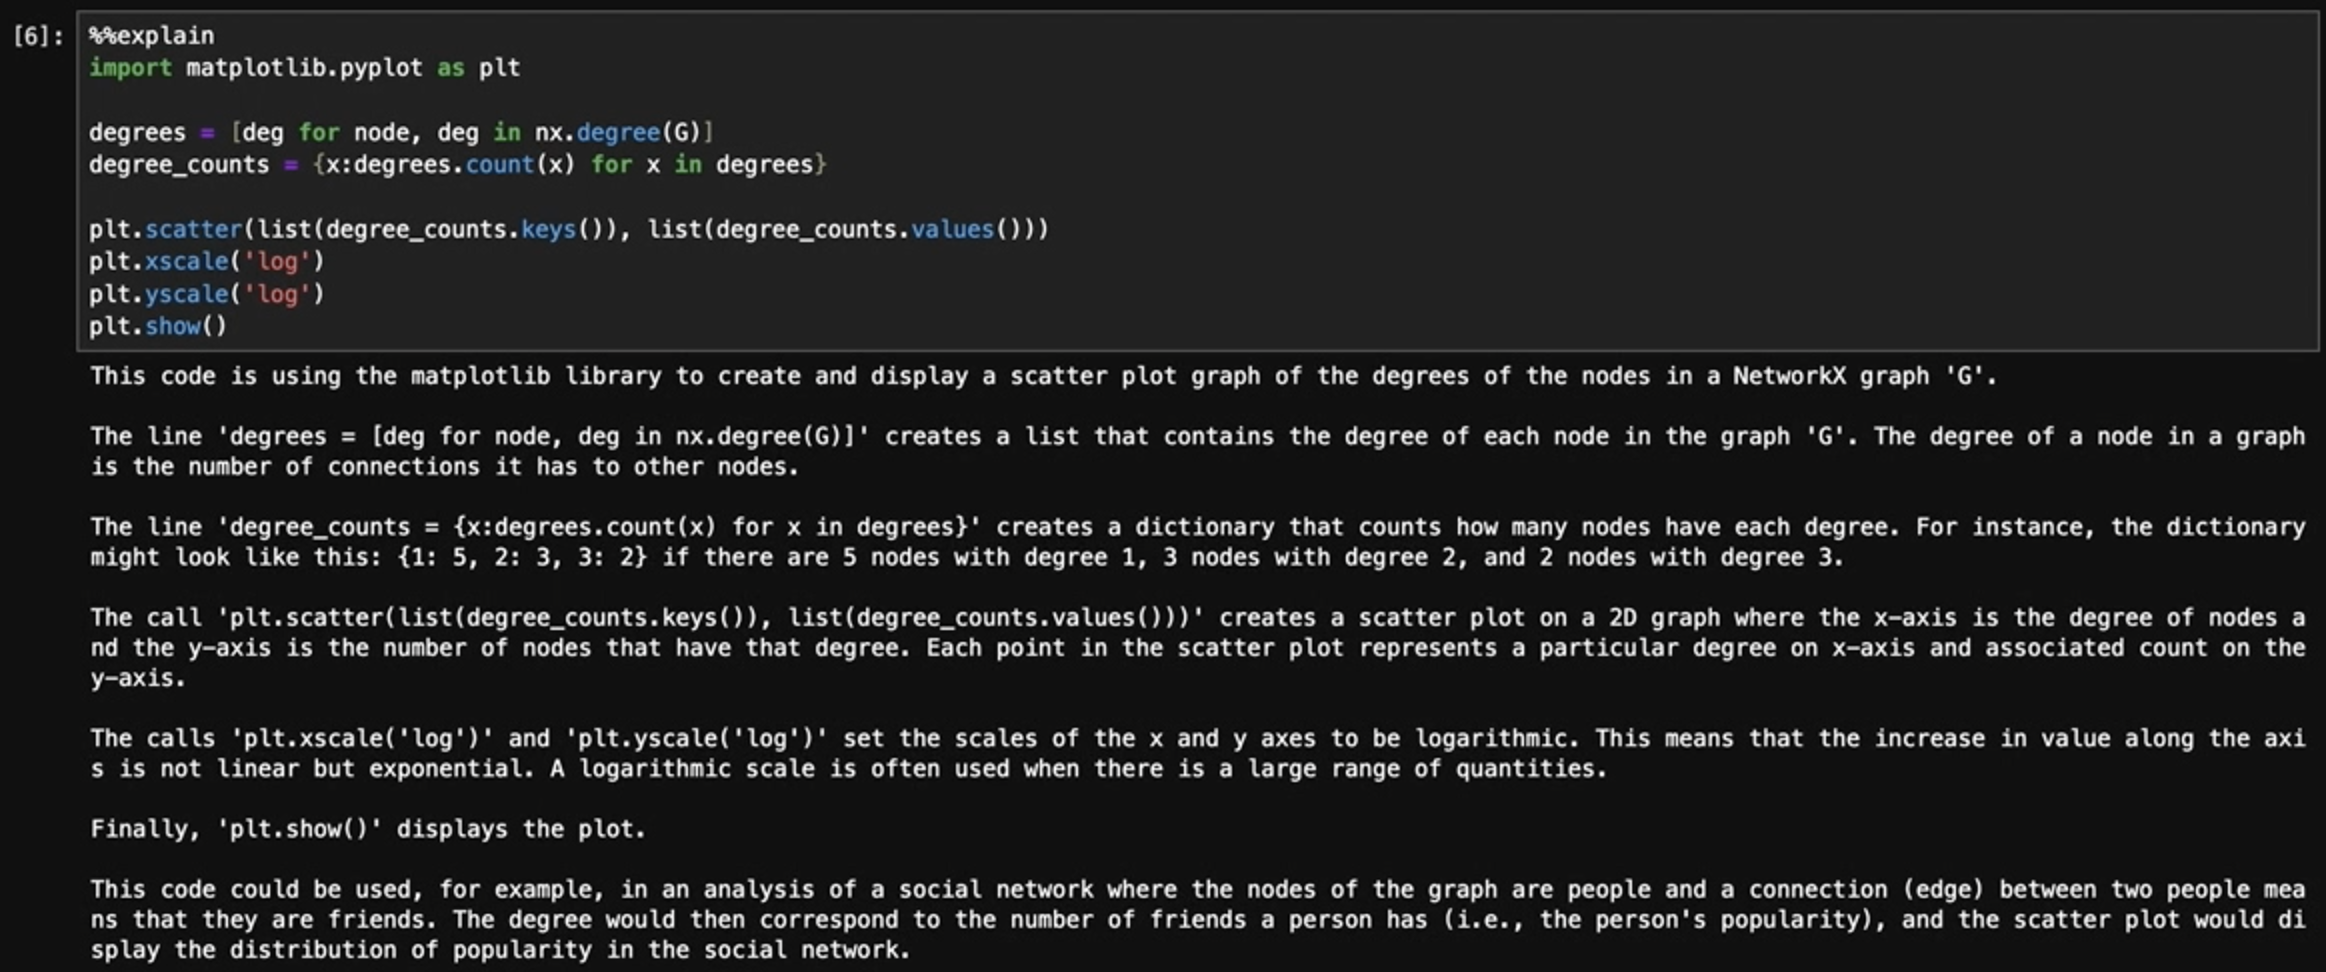 [6]: %%explain
import matplotlib.pyplot as plt
degrees = [deg for node, deg in nx.degree(G)]
degree_counts = {x:degrees.count(x) for x in degrees}
plt.scatter(list(degree_counts.keys()), list(degree_counts.values()))
plt.xscale('log')
plt.yscale('log')
plt.show()
This code is using the matplotlib library to create and display a scatter plot graph of the degrees of the nodes in a NetworkX graph 'G'.
The line 'degrees = [deg for node, deg in nx.degree(G)]' creates a list that contains the degree of each node in the graph 'G'. The degree of a node in a graph
is the number of connections it has to other nodes.
The line 'degree_counts = {x:degrees.count(x) for x in degrees}' creates a dictionary that counts how many nodes have each degree. For instance, the dictionary
might look like this: {1: 5, 2: 3, 3: 2} if there are 5 nodes with degree 1, 3 nodes with degree 2, and 2 nodes with degree 3.
The call 'plt.scatter(list(degree_counts.keys()), list(degree_counts.values()))' creates a scatter plot on a 2D graph where the x-axis is the degree of nodes a
nd the y-axis is the number of nodes that have that degree. Each point in the scatter plot represents a particular degree on x-axis and associated count on the
y-axis.
The calls 'plt.xscale('log')' and 'plt.yscale('log')' set the scales of the x and y axes to be logarithmic. This means that the increase in value along the axi
s is not linear but exponential. A logarithmic scale is often used when there is a large range of quantities.
Finally, 'plt.show()' displays the plot.
This code could be used, for example, in an analysis of a social network where the nodes of the graph are people and a connection (edge) between two people mea
ns that they are friends. The degree would then correspond to the number of friends a person has (i.e., the person's popularity), and the scatter plot would di
splay the distribution of popularity in the social network.